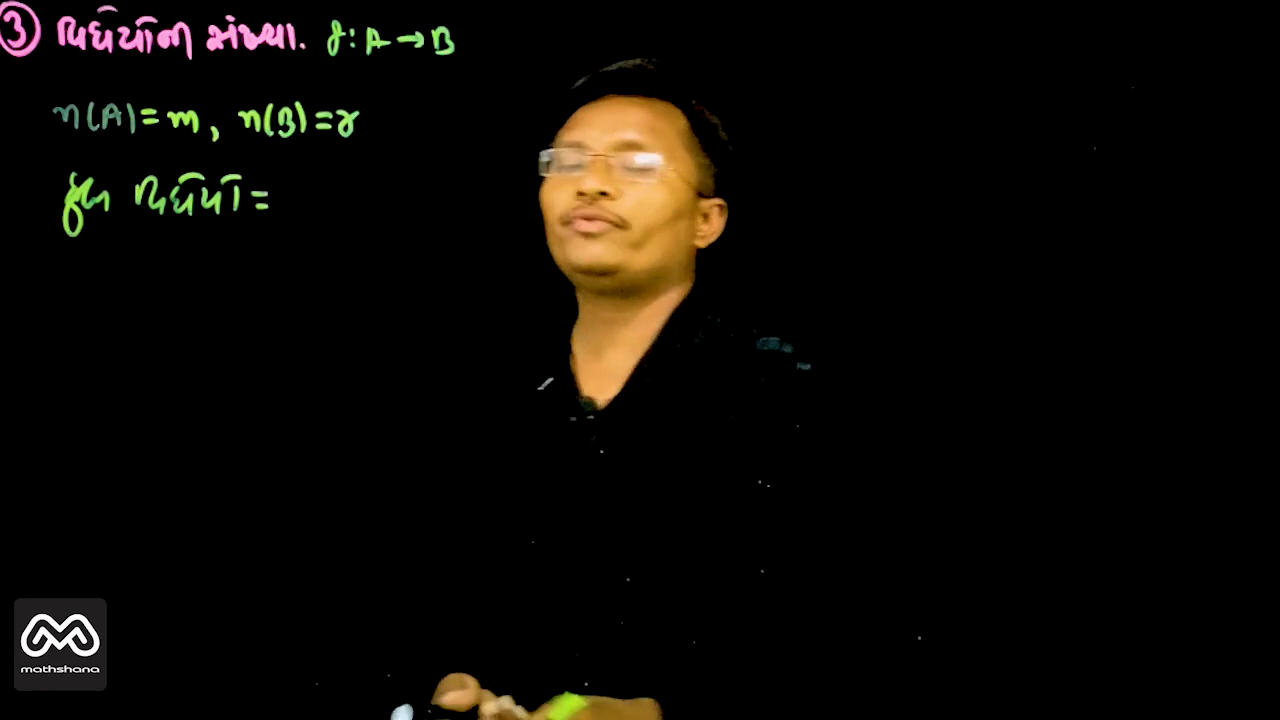 ③ વિધેયોની સંખ્યા. f: A → B
n(A) = m, n(B) = r
કુલ વિધેયો =
mathshana